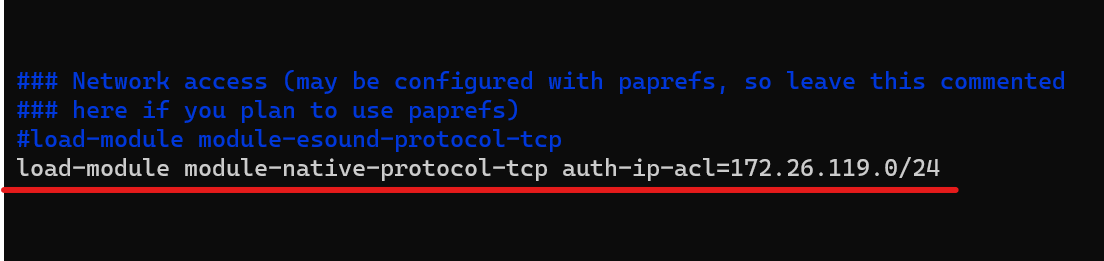 ### Network access (may be configured with paprefs, so leave this commented
### here if you plan to use paprefs)
#load-module module-esound-protocol-tcp
load-module module-native-protocol-tcp auth-ip-acl=172.26.119.0/24